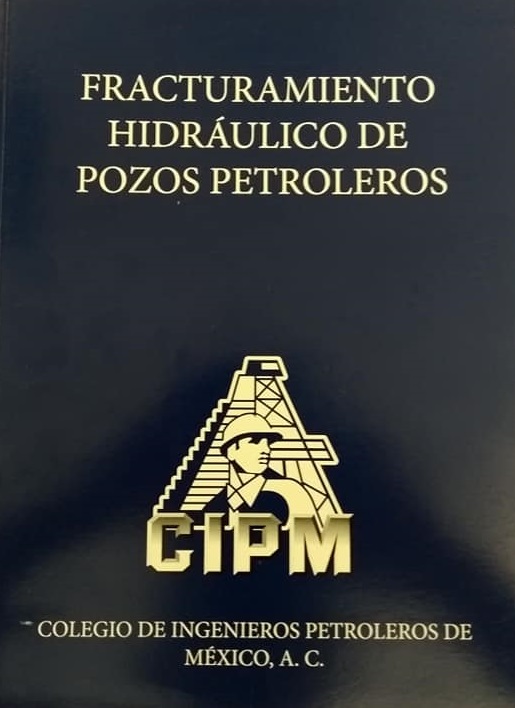 FRACTURAMIENTO
HIDRÁULICO DE
POZOS PETROLEROS
CIPM
COLEGIO DE INGENIEROS PETROLEROS DE
MÉXICO, A. C.